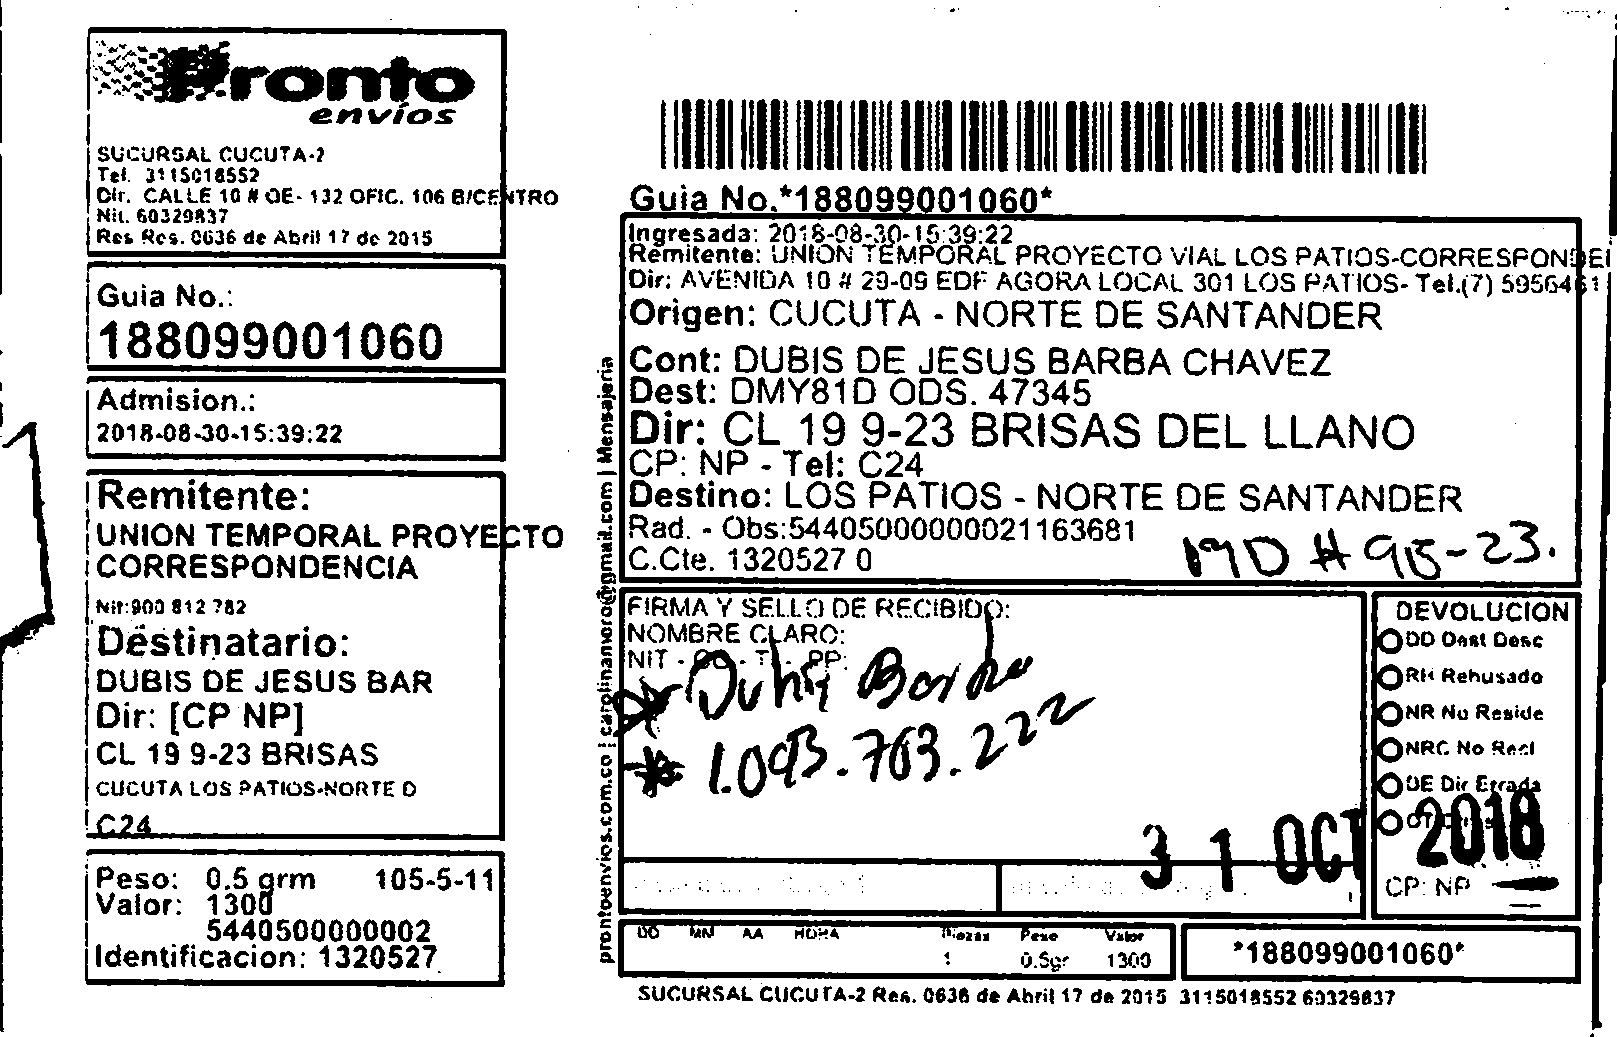 Pronto
envíos
SUCURSAL CUCUTA-2
Tel. 3115018552
Dir. CALLE 10 # OE- 132 OFIC. 106 B/CENTRO
Nit. 60329837
Res Res. 0636 de Abril 17 de 2015
Guia No.:
188099001060
Admision.:
2018-08-30-15:39:22
Remitente:
UNION TEMPORAL PROYECTO
CORRESPONDENCIA
Nit:900 812 782
Destinatario:
DUBIS DE JESUS BAR
Dir: [CP NP]
CL 19 9-23 BRISAS
CUCUTA LOS PATIOS-NORTE D
C24
Peso: 0.5 grm 105-5-11
Valor: 1300
5440500000002
Identificacion: 1320527
prontoenvios.com.co | carolinananero@gmail.com | Mensajeria
Guia No.*188099001060*
Ingresada: 2018-08-30-15:39:22
Remitente: UNION TEMPORAL PROYECTO VIAL LOS PATIOS-CORRESPONDEI
Dir: AVENIDA 10 # 29-09 EDF AGORA LOCAL 301 LOS PATIOS- Tel.(7) 5956461
Origen: CUCUTA - NORTE DE SANTANDER
Cont: DUBIS DE JESUS BARBA CHAVEZ
Dest: DMY81D ODS. 47345
Dir: CL 19 9-23 BRISAS DEL LLANO
CP: NP - Tel: C24
Destino: LOS PATIOS - NORTE DE SANTANDER
Rad. - Obs:54405000000021163681
C.Cte. 1320527 0
FIRMA Y SELLO DE RECIBIDO:
NOMBRE CLARO:
NIT - CC - TI - PP:
Dubis Barba
1.093.763.222
31 OCT 2018
DEVOLUCION
DD Dest Desc
RH Rehusado
NR No Reside
NRC No Recl
DE Dir Errada
CP: NP
DD MM AA HORA Piezas Peso Valor
1 0.5gr 1300
*188099001060*
SUCURSAL CUCUTA-2 Res. 0636 de Abril 17 de 2015 3115018552 60329837